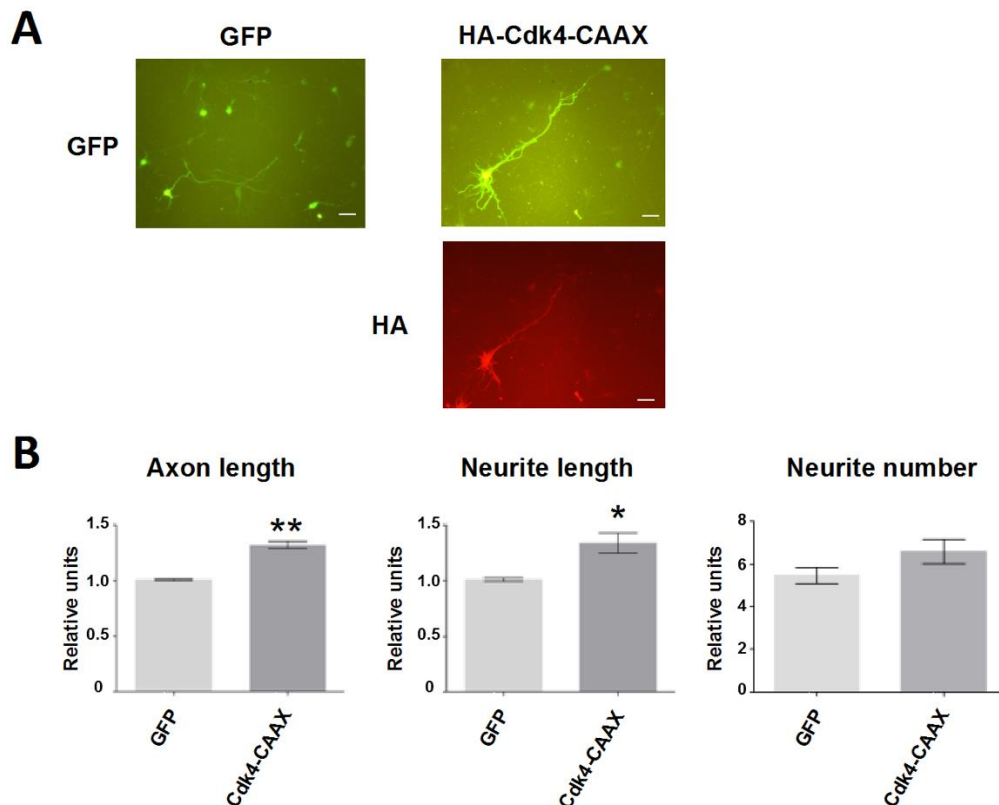 A
GFP HA-Cdk4-CAAX
GFP
HA
B
Axon length
Relative units
1.5
1.0
0.5
0
**
GFP
Cdk4-CAAX
Neurite length
Relative units
1.5
1.0
0.5
0
*
GFP
Cdk4-CAAX
Neurite number
Relative units
8
6
4
2
0
GFP
Cdk4-CAAX